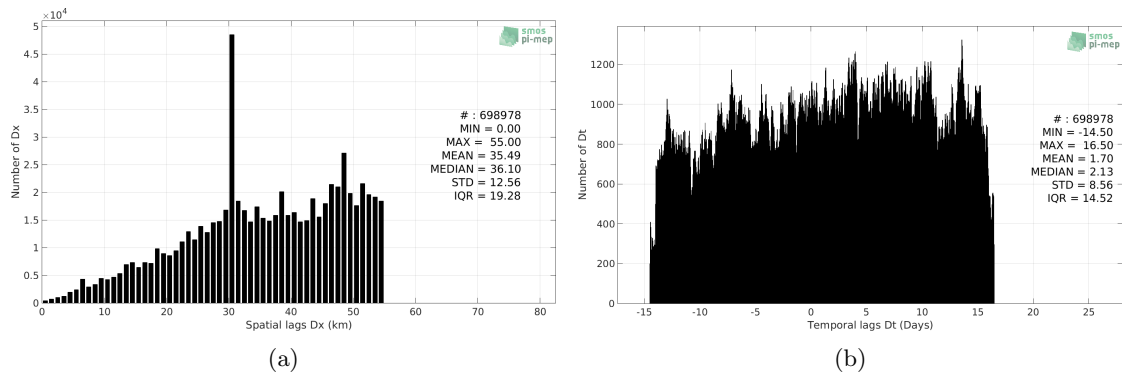 ×10⁴
5
4.5
4
3.5
3
2.5
2
1.5
1
0.5
0
Number of Dx
smos
pi-mep
# : 698978
MIN = 0.00
MAX = 55.00
MEAN = 35.49
MEDIAN = 36.10
STD = 12.56
IQR = 19.28
0 10 20 30 40 50 60 70 80
Spatial lags Dx (km)
(a)
1200
1000
800
600
400
200
0
Number of Dt
smos
pi-mep
# : 698978
MIN = -14.50
MAX = 16.50
MEAN = 1.70
MEDIAN = 2.13
STD = 8.56
IQR = 14.52
-15 -10 -5 0 5 10 15 20 25
Temporal lags Dt (Days)
(b)